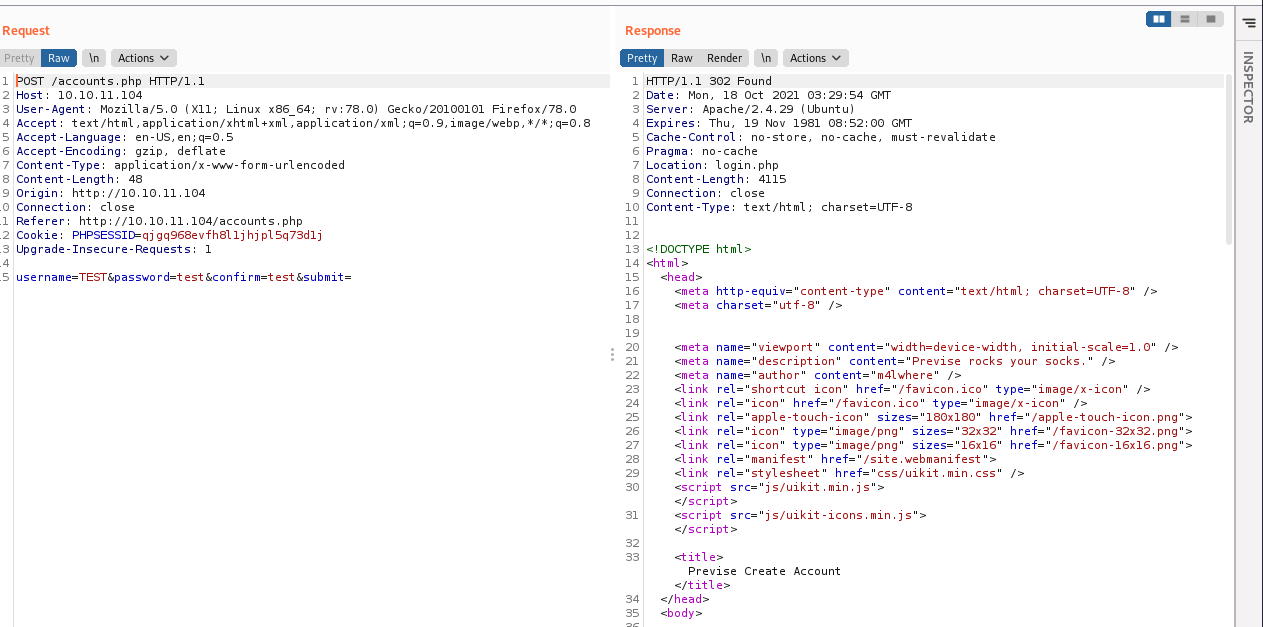 Request
Pretty Raw \n Actions
1 POST /accounts.php HTTP/1.1
2 Host: 10.10.11.104
3 User-Agent: Mozilla/5.0 (X11; Linux x86_64; rv:78.0) Gecko/20100101 Firefox/78.0
4 Accept: text/html,application/xhtml+xml,application/xml;q=0.9,image/webp,*/*;q=0.8
5 Accept-Language: en-US,en;q=0.5
6 Accept-Encoding: gzip, deflate
7 Content-Type: application/x-www-form-urlencoded
8 Content-Length: 48
9 Origin: http://10.10.11.104
10 Connection: close
11 Referer: http://10.10.11.104/accounts.php
12 Cookie: PHPSESSID=qjgq968evfh8l1jhjpl5q73d1j
13 Upgrade-Insecure-Requests: 1
14
15 username=TEST&password=test&confirm=test&submit=
Response
Pretty Raw Render \n Actions
1 HTTP/1.1 302 Found
2 Date: Mon, 18 Oct 2021 03:29:54 GMT
3 Server: Apache/2.4.29 (Ubuntu)
4 Expires: Thu, 19 Nov 1981 08:52:00 GMT
5 Cache-Control: no-store, no-cache, must-revalidate
6 Pragma: no-cache
7 Location: login.php
8 Content-Length: 4115
9 Connection: close
10 Content-Type: text/html; charset=UTF-8
11
12
13 <!DOCTYPE html>
14 <html>
15 <head>
16 <meta http-equiv="content-type" content="text/html; charset=UTF-8" />
17 <meta charset="utf-8" />
18
19
20 <meta name="viewport" content="width=device-width, initial-scale=1.0" />
21 <meta name="description" content="Previse rocks your socks." />
22 <meta name="author" content="m4lwhere" />
23 <link rel="shortcut icon" href="/favicon.ico" type="image/x-icon" />
24 <link rel="icon" href="/favicon.ico" type="image/x-icon" />
25 <link rel="apple-touch-icon" sizes="180x180" href="/apple-touch-icon.png">
26 <link rel="icon" type="image/png" sizes="32x32" href="/favicon-32x32.png">
27 <link rel="icon" type="image/png" sizes="16x16" href="/favicon-16x16.png">
28 <link rel="manifest" href="/site.webmanifest">
29 <link rel="stylesheet" href="css/uikit.min.css" />
30 <script src="js/uikit.min.js">
</script>
31 <script src="js/uikit-icons.min.js">
</script>
32
33 <title>
Previse Create Account
</title>
34 </head>
35 <body>
INSPECTOR